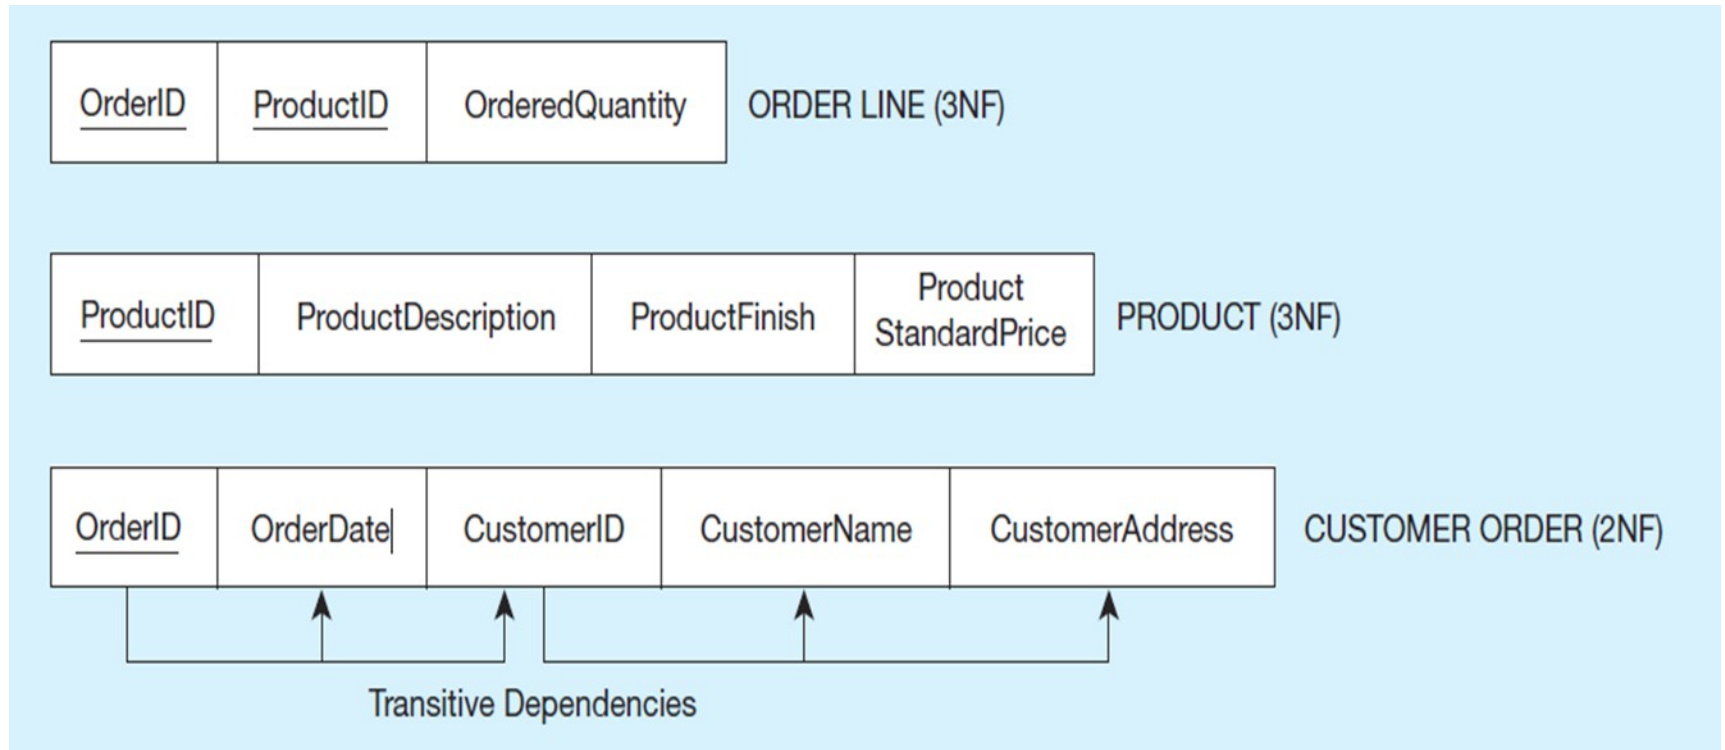 OrderID ProductID OrderedQuantity ORDER LINE (3NF)
ProductID ProductDescription ProductFinish Product StandardPrice PRODUCT (3NF)
OrderID OrderDate CustomerID CustomerName CustomerAddress CUSTOMER ORDER (2NF)
Transitive Dependencies